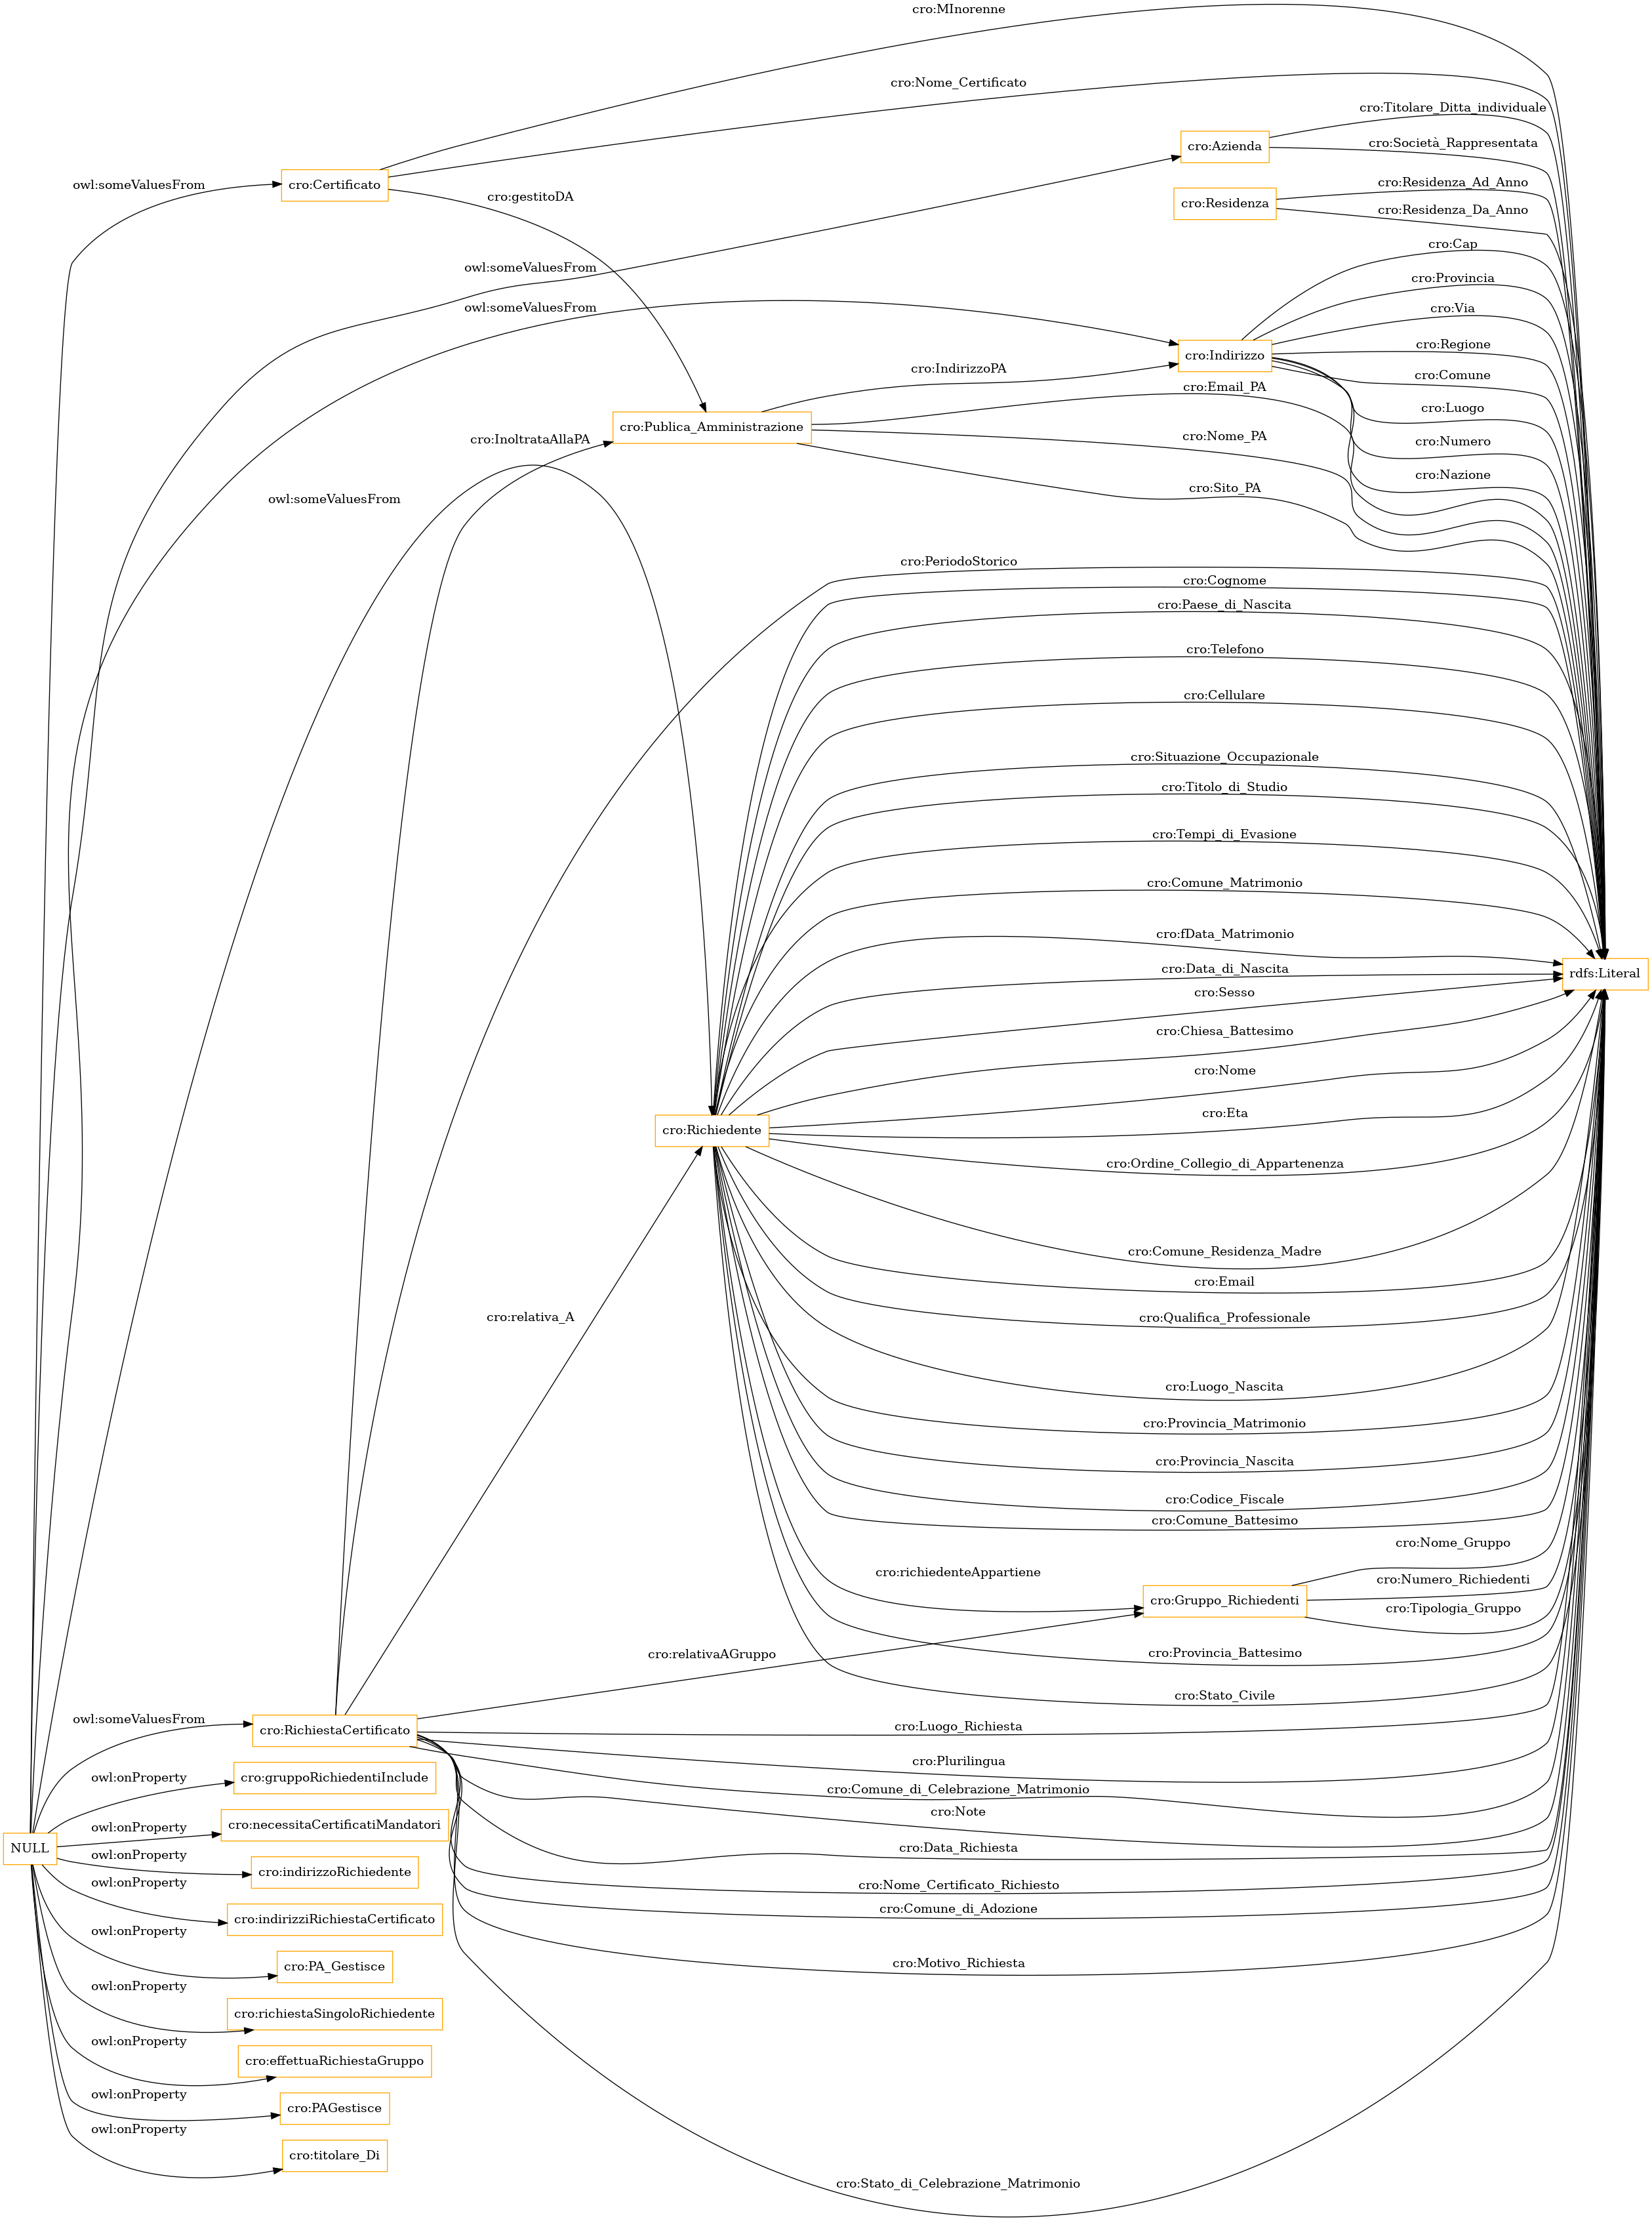 cro:MInorenne
cro:Nome_Certificato
cro:Titolare_Ditta_individuale
cro:Azienda
cro:Società_Rappresentata
owl:someValuesFrom
cro:Certificato
cro:Residenza_Ad_Anno
cro:gestitoDA
cro:Residenza
cro:Residenza_Da_Anno
cro:Cap
owl:someValuesFrom
cro:Provincia
owl:someValuesFrom
cro:Via
cro:Regione
cro:Indirizzo
cro:IndirizzoPA
cro:Comune
cro:Email_PA
cro:Luogo
cro:Publica_Amministrazione
cro:InoltrataAllaPA
cro:Nome_PA
cro:Numero
cro:Nazione
cro:Sito_PA
owl:someValuesFrom
cro:PeriodoStorico
cro:Cognome
cro:Paese_di_Nascita
cro:Telefono
cro:Cellulare
cro:Situazione_Occupazionale
cro:Titolo_di_Studio
cro:Tempi_di_Evasione
cro:Comune_Matrimonio
cro:fData_Matrimonio
cro:Data_di_Nascita
rdfs:Literal
cro:Sesso
cro:Chiesa_Battesimo
cro:Nome
cro:Eta
cro:Richiedente
cro:Ordine_Collegio_di_Appartenenza
cro:Comune_Residenza_Madre
cro:Email
cro:relativa_A
cro:Qualifica_Professionale
cro:Luogo_Nascita
cro:Provincia_Matrimonio
cro:Provincia_Nascita
cro:Codice_Fiscale
cro:Comune_Battesimo
cro:Nome_Gruppo
cro:richiedenteAppartiene
cro:Numero_Richiedenti
cro:Gruppo_Richiedenti
cro:Tipologia_Gruppo
cro:relativaAGruppo
cro:Provincia_Battesimo
cro:Stato_Civile
owl:someValuesFrom
cro:RichiestaCertificato
cro:Luogo_Richiesta
cro:Plurilingua
owl:onProperty
cro:gruppoRichiedentiInclude
cro:Comune_di_Celebrazione_Matrimonio
cro:Note
owl:onProperty
cro:necessitaCertificatiMandatori
NULL
cro:Data_Richiesta
owl:onProperty
cro:indirizzoRichiedente
owl:onProperty
cro:Nome_Certificato_Richiesto
cro:Comune_di_Adozione
cro:indirizziRichiestaCertificato
owl:onProperty
cro:PA_Gestisce
cro:Motivo_Richiesta
owl:onProperty
cro:richiestaSingoloRichiedente
owl:onProperty
cro:effettuaRichiestaGruppo
owl:onProperty
cro:PAGestisce
owl:onProperty
cro:titolare_Di
cro:Stato_di_Celebrazione_Matrimonio